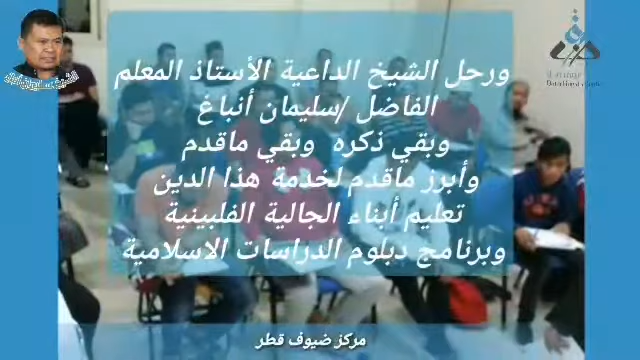 ورحل الشيخ الداعية الأستاذ المعلم
الفاضل /سليمان أنباغ
وبقي ذكره وبقي ماقدم
وأبرز ماقدم لخدمة هذا الدين
تعليم أبناء الجالية الفلبينية
وبرنامج دبلوم الدراسات الاسلامية
مركز ضيوف قطر